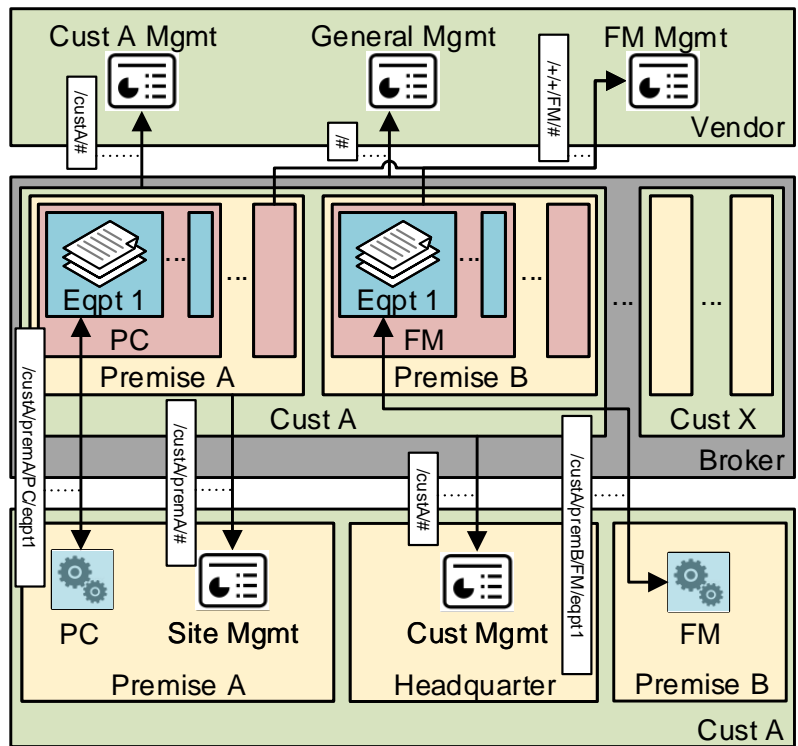 Cust A Mgmt
General Mgmt
FM Mgmt
/custA/#
/#
/+/+/FM/#
Vendor
... ... ... ...
Eqpt 1
Eqpt 1
... ...
PC
FM
Premise A
Premise B
Cust A
Cust X
Broker
/custA/premA/PC/eqpt1
/custA/premA/#
/custA/#
/custA/premB/FM/eqpt1
PC
Site Mgmt
Cust Mgmt
FM
Premise A
Headquarter
Premise B
Cust A